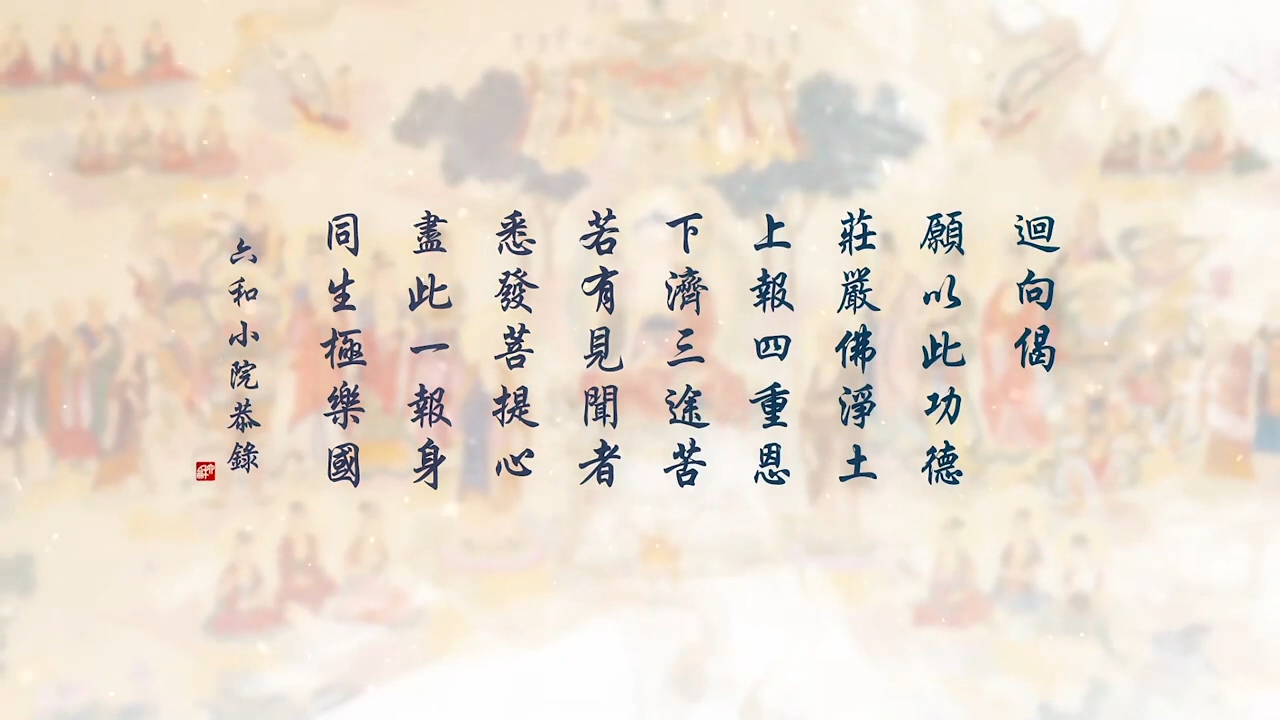 迴向偈
願以此功德
莊嚴佛淨土
上報四重恩
下濟三途苦
若有見聞者
悉發菩提心
盡此一報身
同生極樂國
六和小院恭錄